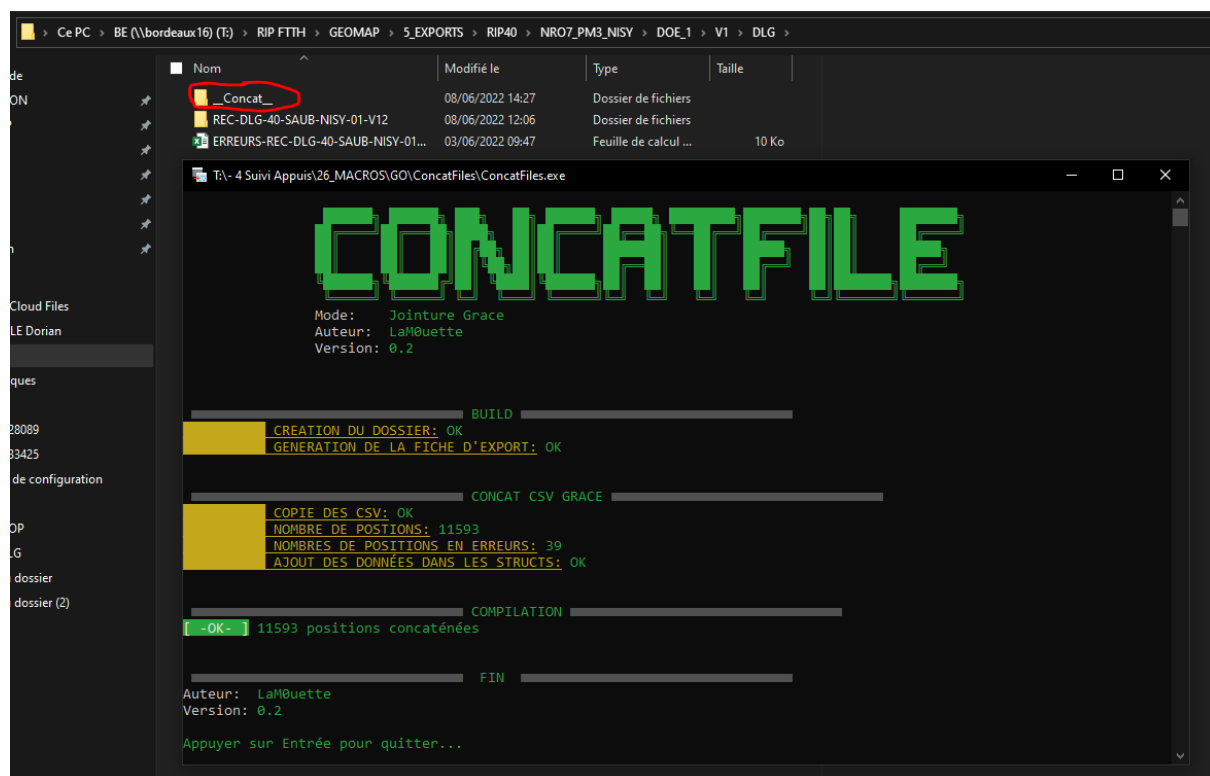 Ce PC > BE (\\bordeaux16) (T:) > RIP FTTH > GEOMAP > 5_EXPORTS > RIP40 > NRO7_PM3_NISY > DOE_1 > V1 > DLG >
Nom Modifié le Type Taille
__Concat__ 08/06/2022 14:27 Dossier de fichiers
REC-DLG-40-SAUB-NISY-01-V12 08/06/2022 12:06 Dossier de fichiers
ERREURS-REC-DLG-40-SAUB-NISY-01... 03/06/2022 09:47 Feuille de calcul ... 10 Ko
de
ON
Cloud Files
LE Dorian
ques
28089
33425
de configuration
OP
LG
dossier
dossier (2)
T:\- 4 Suivi Appuis\26_MACROS\GO\ConcatFiles\ConcatFiles.exe
CONCATFILE
Mode: Jointure Grace
Auteur: LaM0uette
Version: 0.2
BUILD
CREATION DU DOSSIER: OK
GENERATION DE LA FICHE D'EXPORT: OK
CONCAT CSV GRACE
COPIE DES CSV: OK
NOMBRE DE POSTIONS: 11593
NOMBRES DE POSITIONS EN ERREURS: 39
AJOUT DES DONNÉES DANS LES STRUCTS: OK
COMPILATION
[ -OK- ] 11593 positions concaténées
FIN
Auteur: LaM0uette
Version: 0.2
Appuyer sur Entrée pour quitter...